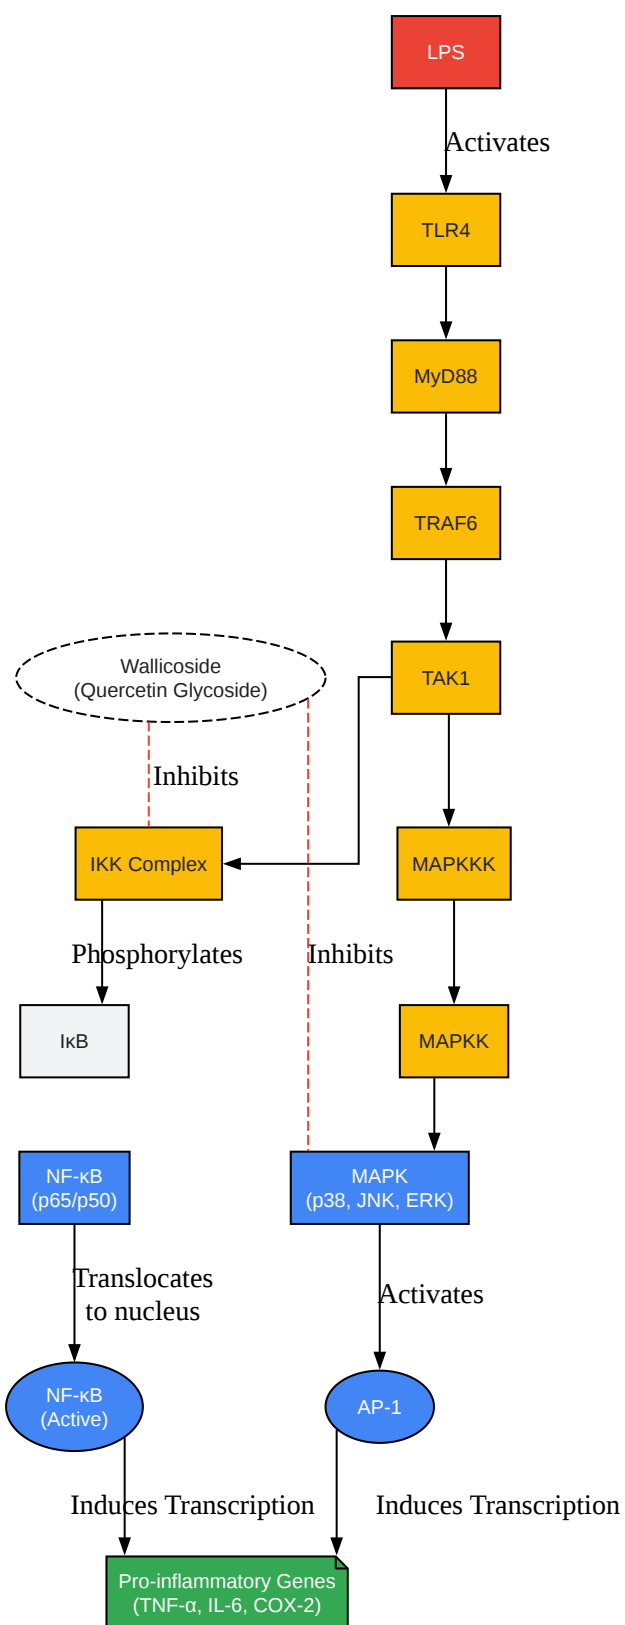 LPS
Activates
TLR4
MyD88
TRAF6
Wallicoside
(Quercetin Glycoside)
TAK1
Inhibits
IKK Complex
MAPKKK
Phosphorylates
Inhibits
IκB
MAPKK
NF-κB
(p65/p50)
MAPK
(p38, JNK, ERK)
Translocates
to nucleus
Activates
NF-κB
(Active)
AP-1
Induces Transcription
Induces Transcription
Pro-inflammatory Genes
(TNF-α, IL-6, COX-2)